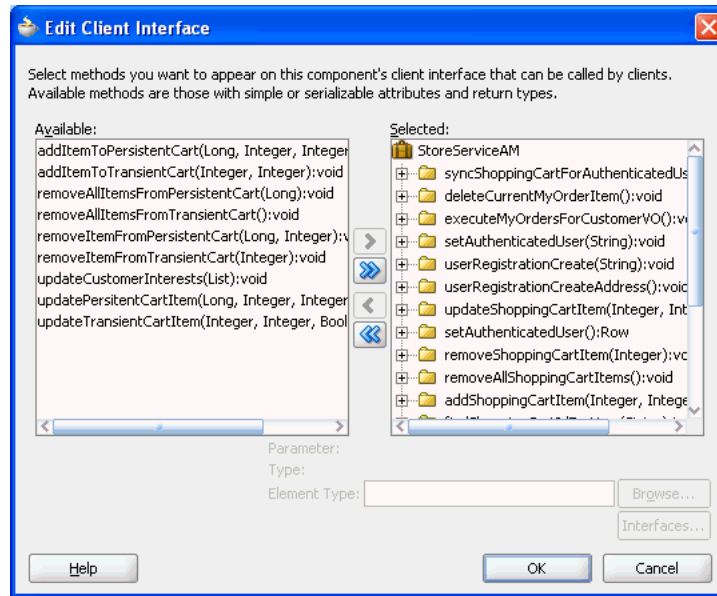 Edit Client Interface
Select methods you want to appear on this component's client interface that can be called by clients.
Available methods are those with simple or serializable attributes and return types.
Available:
addItemToPersistentCart(Long, Integer, Integer
addItemToTransientCart(Integer, Integer):void
removeAllItemsFromPersistentCart(Long):void
removeAllItemsFromTransientCart():void
removeItemFromPersistentCart(Long, Integer):v
removeItemFromTransientCart(Integer):void
updateCustomerInterests(List):void
updatePersitentCartItem(Long, Integer, Integer
updateTransientCartItem(Integer, Integer, Bool
Selected:
StoreServiceAM
syncShoppingCartForAuthenticatedUs
deleteCurrentMyOrderItem():void
executeMyOrdersForCustomerVO():v
setAuthenticatedUser(String):void
userRegistrationCreate(String):void
userRegistrationCreateAddress():voic
updateShoppingCartItem(Integer, Int
setAuthenticatedUser():Row
removeShoppingCartItem(Integer):vc
removeAllShoppingCartItems():void
addShoppingCartItem(Integer, Intege
Parameter:
Type:
Element Type:
Browse...
Interfaces...
Help
OK
Cancel